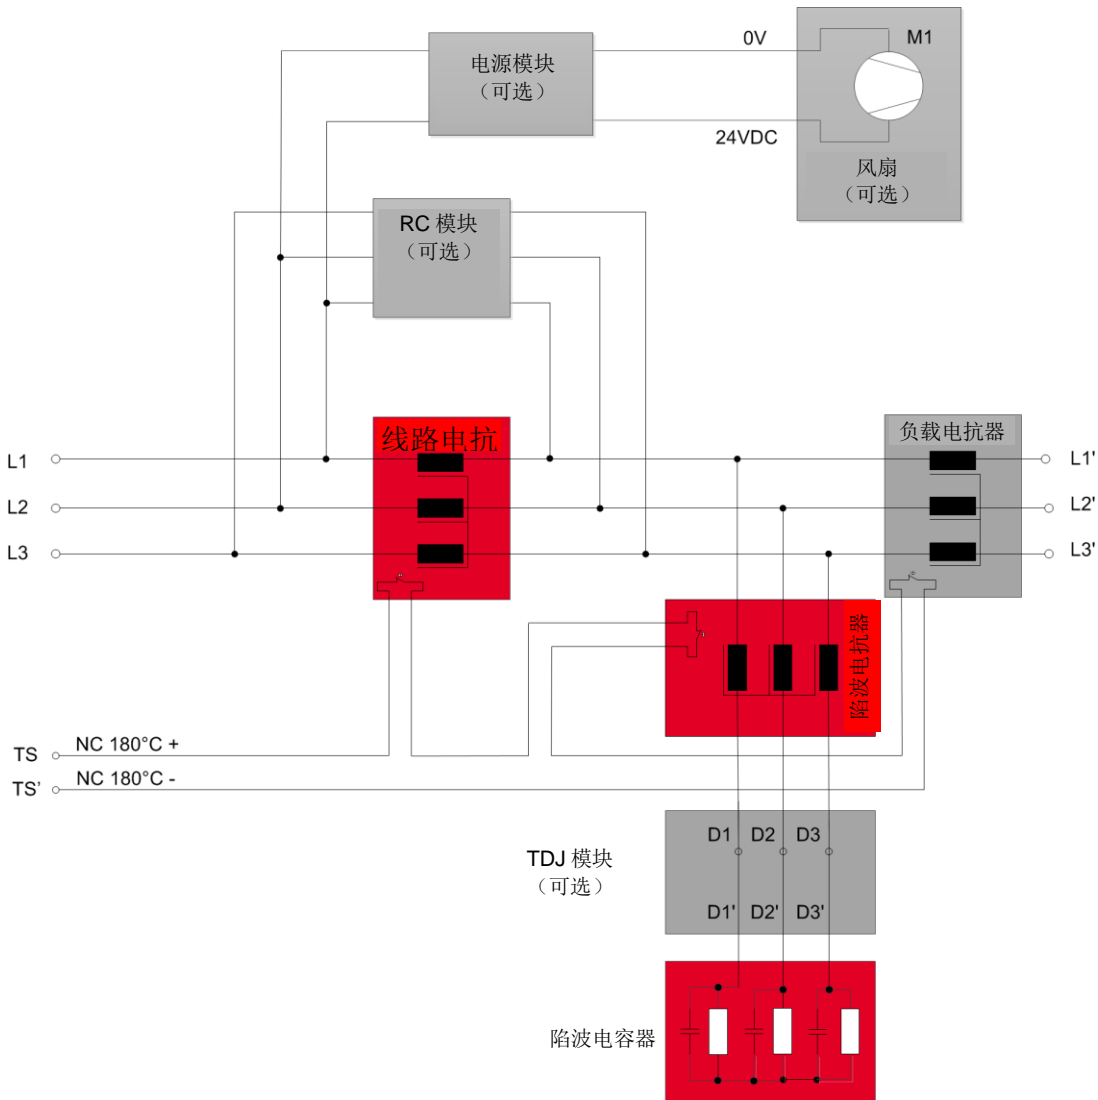 0V
M1
电源模块
（可选）
24VDC
风扇
（可选）
RC 模块
（可选）
线路电抗
负载电抗器
L1
L1'
L2
L2'
L3
L3'
陷波电抗器
TS
NC 180°C +
TS'
NC 180°C -
D1 D2 D3
TDJ 模块
（可选）
D1' D2' D3'
陷波电容器